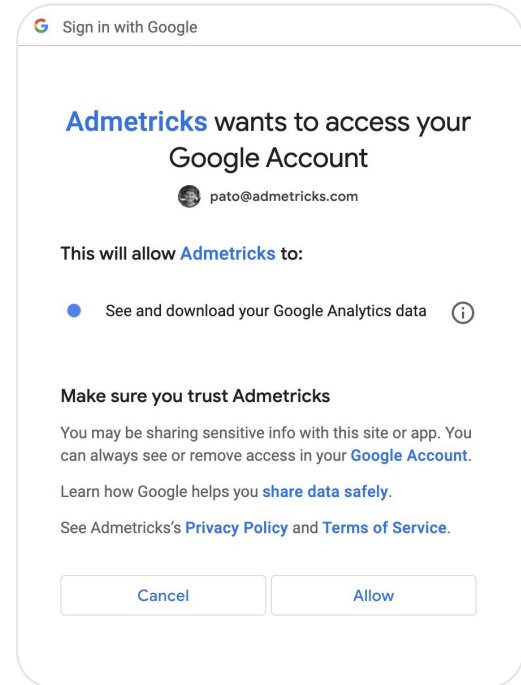 Sign in with Google
Admetricks wants to access your
Google Account
pato@admetricks.com
This will allow Admetricks to:
See and download your Google Analytics data
Make sure you trust Admetricks
You may be sharing sensitive info with this site or app. You
can always see or remove access in your Google Account.
Learn how Google helps you share data safely.
See Admetricks's Privacy Policy and Terms of Service.
Cancel
Allow